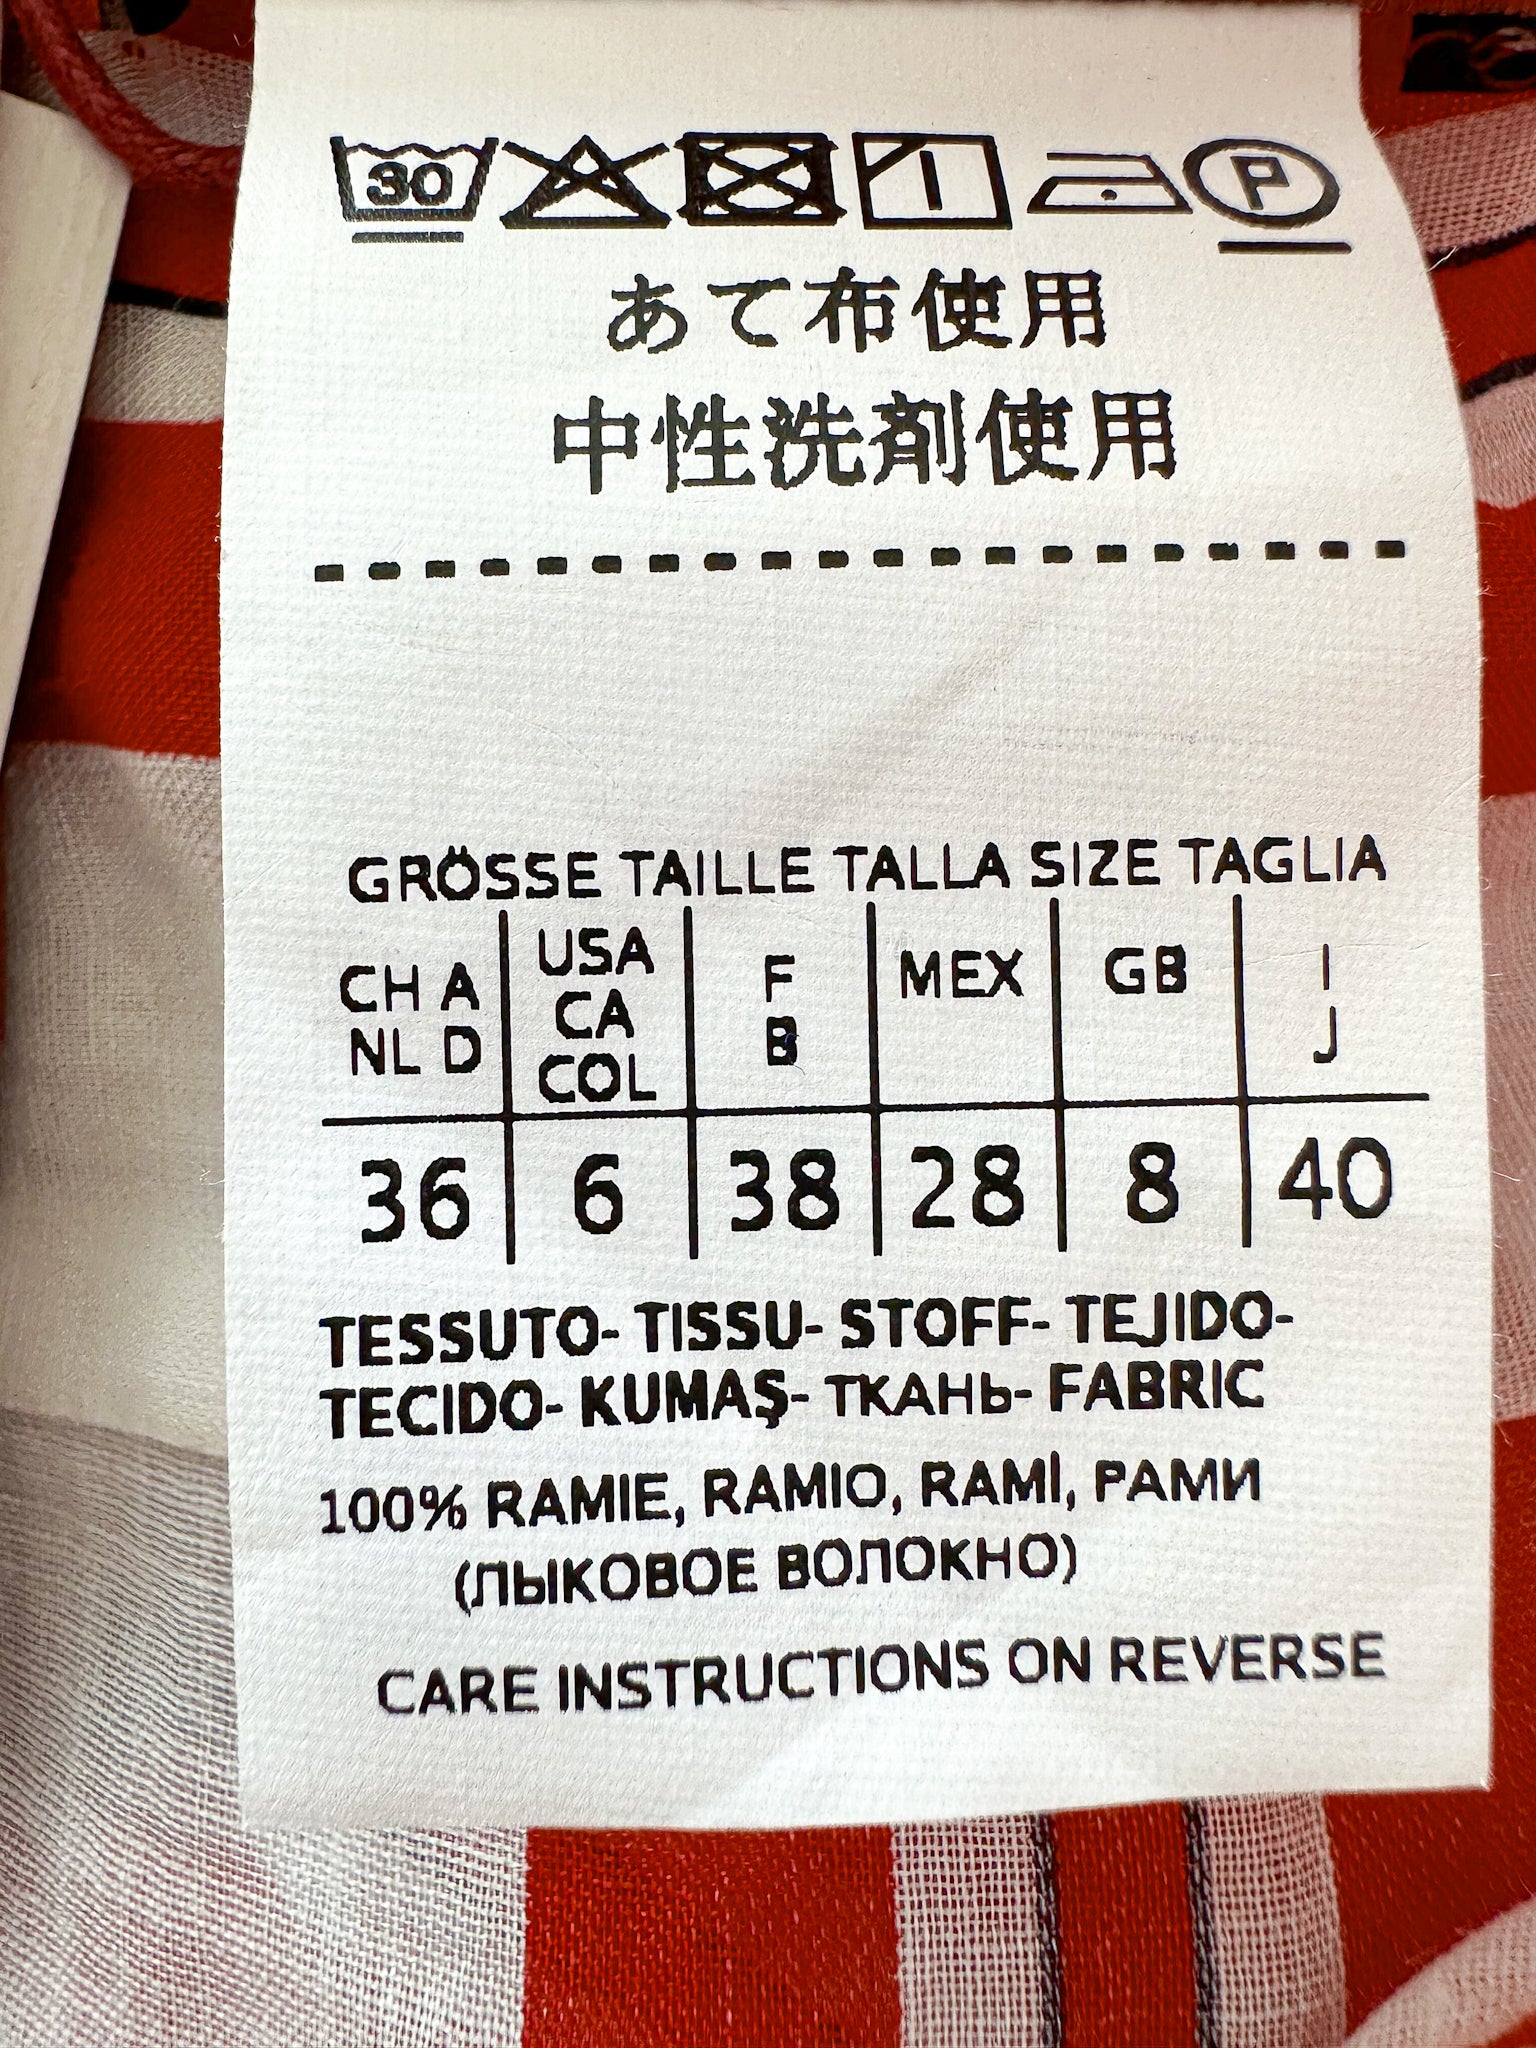 30 P
あて布使用
中性洗剤使用
GRÖSSE TAILLE TALLA SIZE TAGLIA
CH A NL D USA CA COL F B MEX GB I J
36 6 38 28 8 40
TESSUTO- TISSU- STOFF- TEJIDO-
TECIDO- KUMAŞ- ТКАНЬ- FABRIC
100% RAMIE, RAMIO, RAMİ, РАМИ
(ЛЫКОВОЕ ВОЛОКНО)
CARE INSTRUCTIONS ON REVERSE